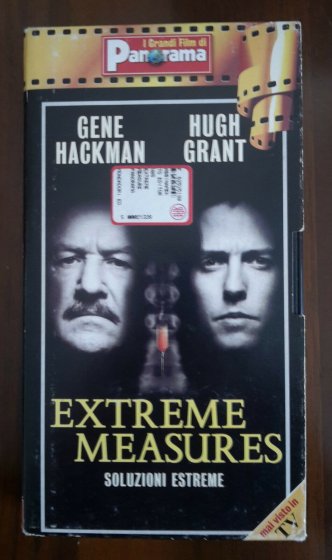 I Grandi Film di
Panorama
GENE
HACKMAN
HUGH
GRANT
EXTREME
MEASURES
SOLUZIONI ESTREME
mai visto in
TV